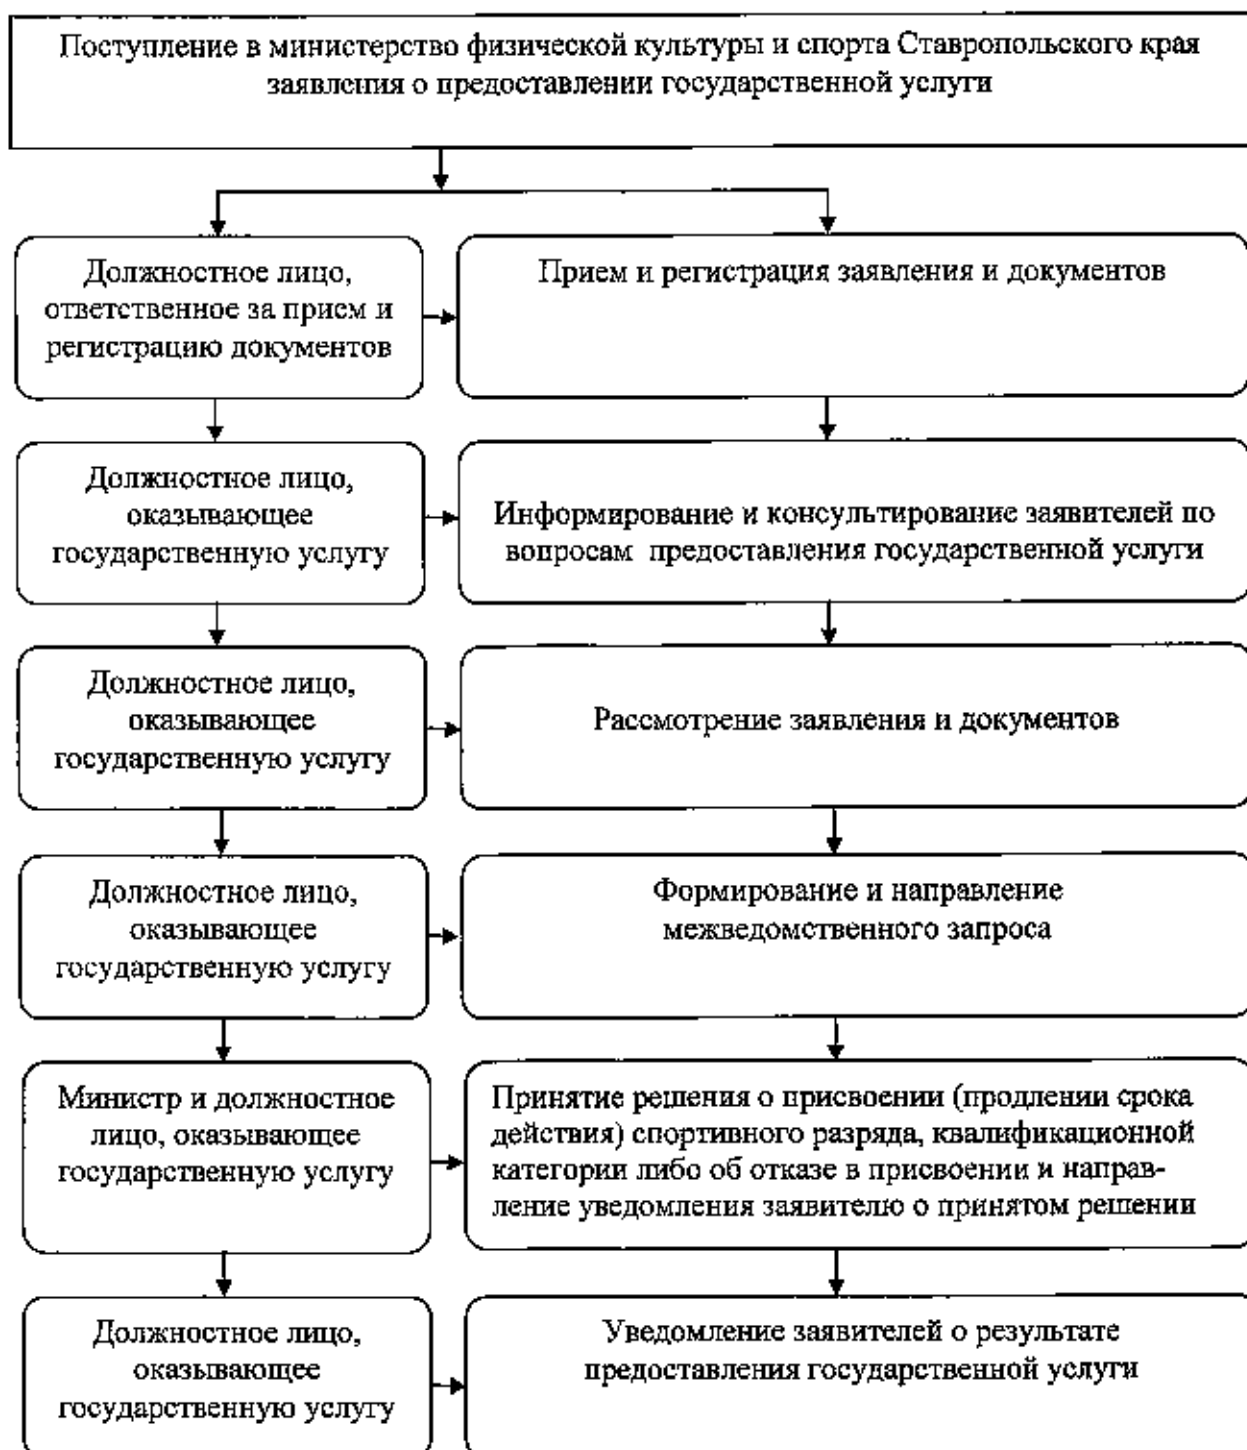 Поступление в министерство физической культуры и спорта Ставропольского края
заявления о предоставлении государственной услуги
Должностное лицо,
ответственное за прием и
регистрацию документов
Прием и регистрация заявления и документов
Должностное лицо,
оказывающее
государственную услугу
Информирование и консультирование заявителей по
вопросам предоставления государственной услуги
Должностное лицо,
оказывающее
государственную услугу
Рассмотрение заявления и документов
Должностное лицо,
оказывающее
государственную услугу
Формирование и направление
межведомственного запроса
Министр и должностное
лицо, оказывающее
государственную услугу
Принятие решения о присвоении (продлении срока
действия) спортивного разряда, квалификационной
категории либо об отказе в присвоении и направ-
ление уведомления заявителю о принятом решении
Должностное лицо,
оказывающее
государственную услугу
Уведомление заявителей о результате
предоставления государственной услуги